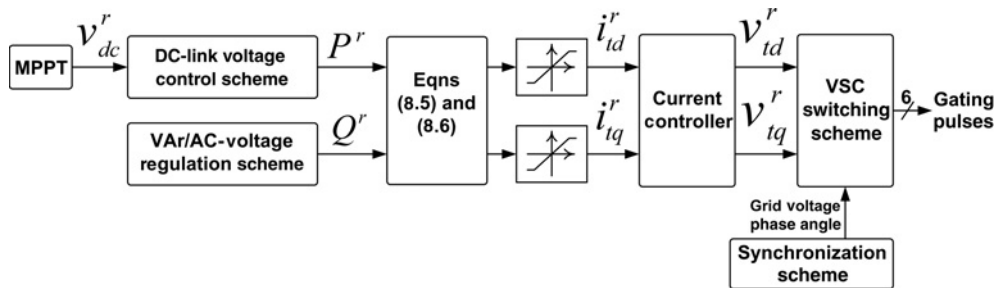 MPPT
v^r_dc
DC-link voltage
control scheme
P^r
VAr/AC-voltage
regulation scheme
Q^r
Eqns
(8.5) and
(8.6)
i^r_td
i^r_tq
Current
controller
v^r_td
v^r_tq
VSC
switching
scheme
6
Gating
pulses
Grid voltage
phase angle
Synchronization
scheme